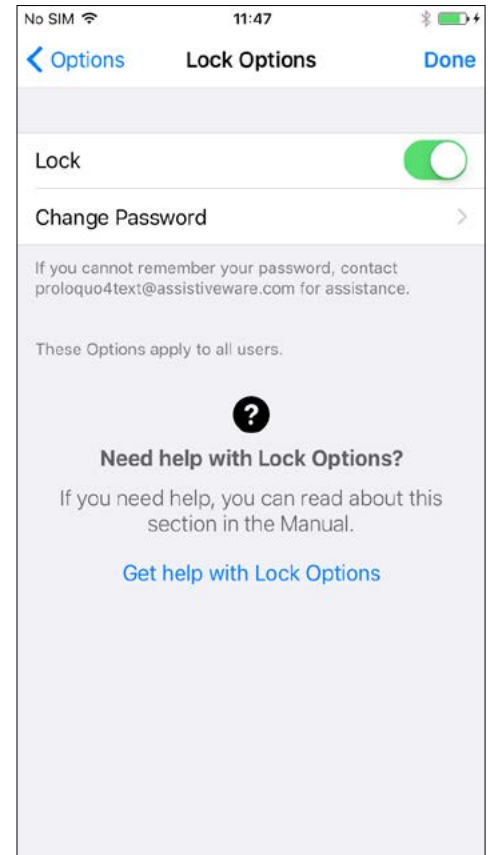 No SIM 11:47
Options Lock Options Done
Lock
Change Password
If you cannot remember your password, contact
proloquo4text@assistiveware.com for assistance.
These Options apply to all users.
?
Need help with Lock Options?
If you need help, you can read about this
section in the Manual.
Get help with Lock Options